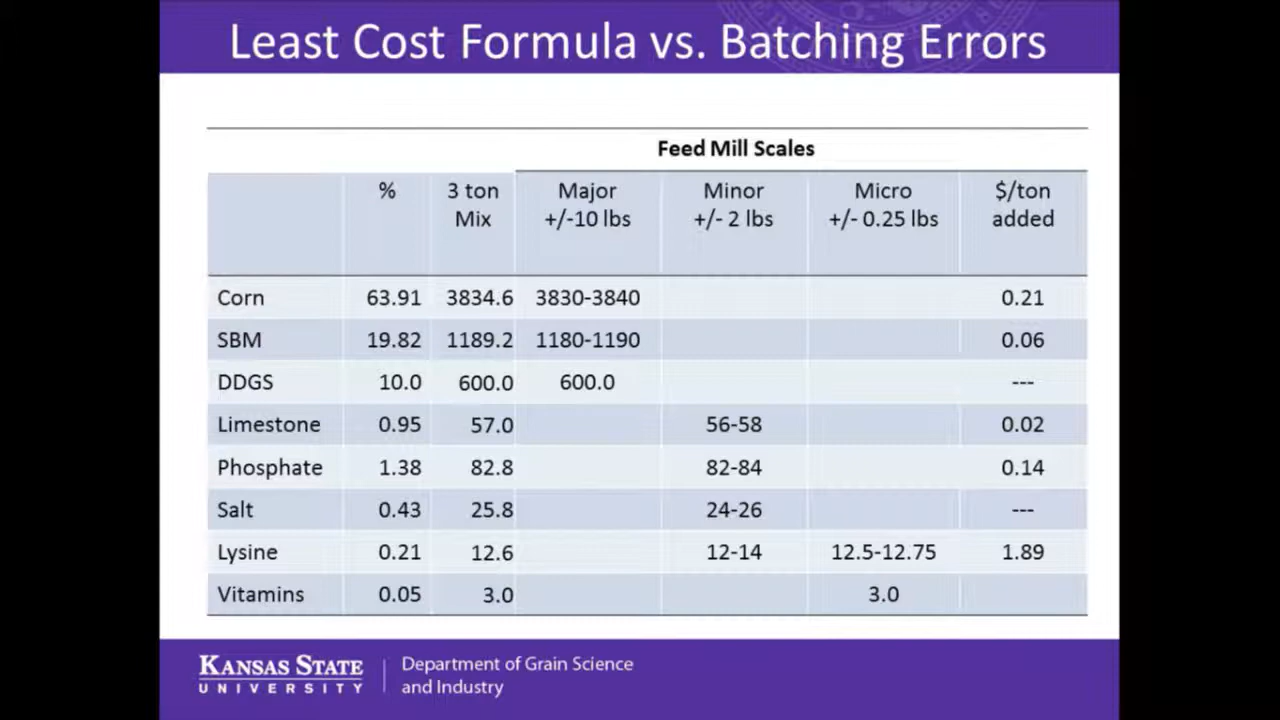 Least Cost Formula vs. Batching Errors
Feed Mill Scales
% 3 ton Mix Major +/-10 lbs Minor +/- 2 lbs Micro +/- 0.25 lbs $/ton added
Corn 63.91 3834.6 3830-3840 0.21
SBM 19.82 1189.2 1180-1190 0.06
DDGS 10.0 600.0 600.0 ---
Limestone 0.95 57.0 56-58 0.02
Phosphate 1.38 82.8 82-84 0.14
Salt 0.43 25.8 24-26 ---
Lysine 0.21 12.6 12-14 12.5-12.75 1.89
Vitamins 0.05 3.0 3.0
KANSAS STATE
UNIVERSITY
Department of Grain Science
and Industry